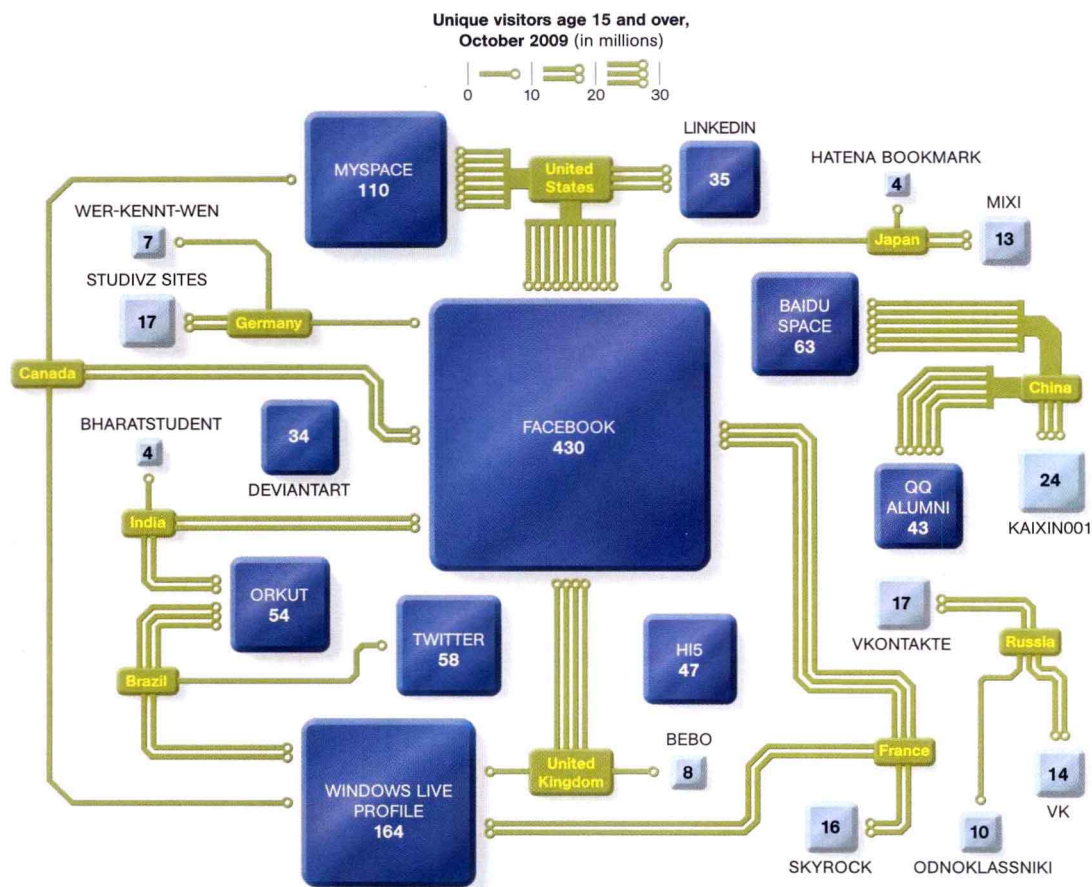 Unique visitors age 15 and over,
October 2009 (in millions)
0 10 20 30
MYSPACE
110
United
States
LINKEDIN
35
HATENA BOOKMARK
4
MIXI
13
Japan
WER-KENNT-WEN
7
STUDIVZ SITES
17
Germany
BAIDU
SPACE
63
Canada
China
BHARATSTUDENT
4
34
DEVIANTART
FACEBOOK
430
QQ
ALUMNI
43
24
KAIXIN001
India
ORKUT
54
TWITTER
58
HI5
47
17
VKONTAKTE
Russia
Brazil
WINDOWS LIVE
PROFILE
164
United
Kingdom
BEBO
8
France
14
VK
16
SKYROCK
10
ODNOKLASSNIKI